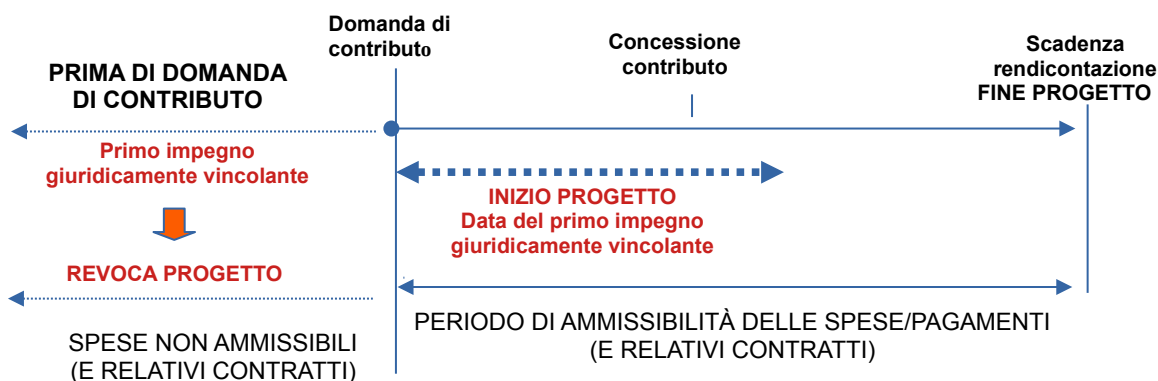 Domanda di
contributo
Concessione
contributo
Scadenza
rendicontazione
FINE PROGETTO
PRIMA DI DOMANDA
DI CONTRIBUTO
Primo impegno
giuridicamente vincolante
REVOCA PROGETTO
INIZIO PROGETTO
Data del primo impegno
giuridicamente vincolante
SPESE NON AMMISSIBILI
(E RELATIVI CONTRATTI)
PERIODO DI AMMISSIBILITÀ DELLE SPESE/PAGAMENTI
(E RELATIVI CONTRATTI)